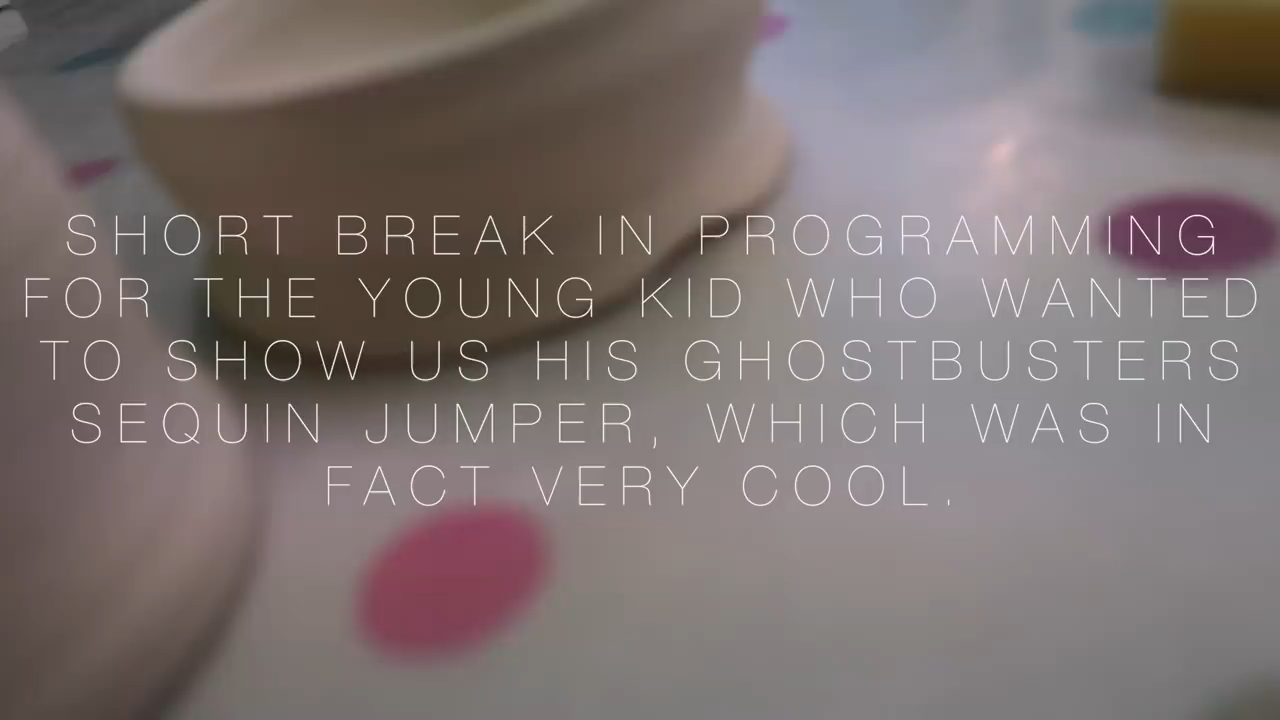 SHORT BREAK IN PROGRAMMING
FOR THE YOUNG KID WHO WANTED
TO SHOW US HIS GHOSTBUSTERS
SEQUIN JUMPER, WHICH WAS IN
FACT VERY COOL.